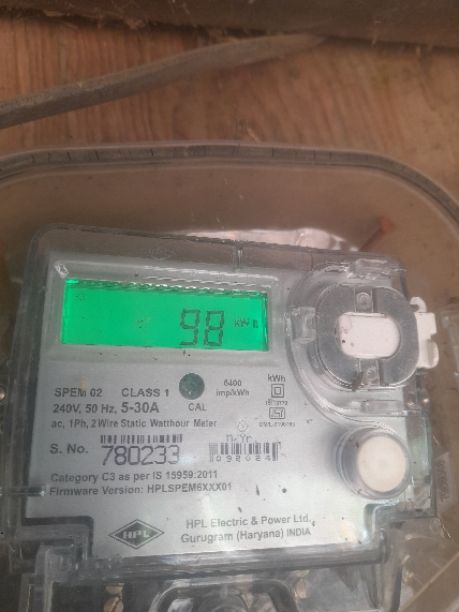 98 kWh
SPEM 02 CLASS 1
6400 imp/kWh
kWh
240V, 50 Hz, 5-30A
CAL
ac, 1Ph, 2 Wire Static Watthour Meter
S. No. 780233
092024
Category C3 as per IS 15959:2011
Firmware Version: HPLSPEM6XXX01
HPL
HPL Electric & Power Ltd.
Gurugram (Haryana) INDIA